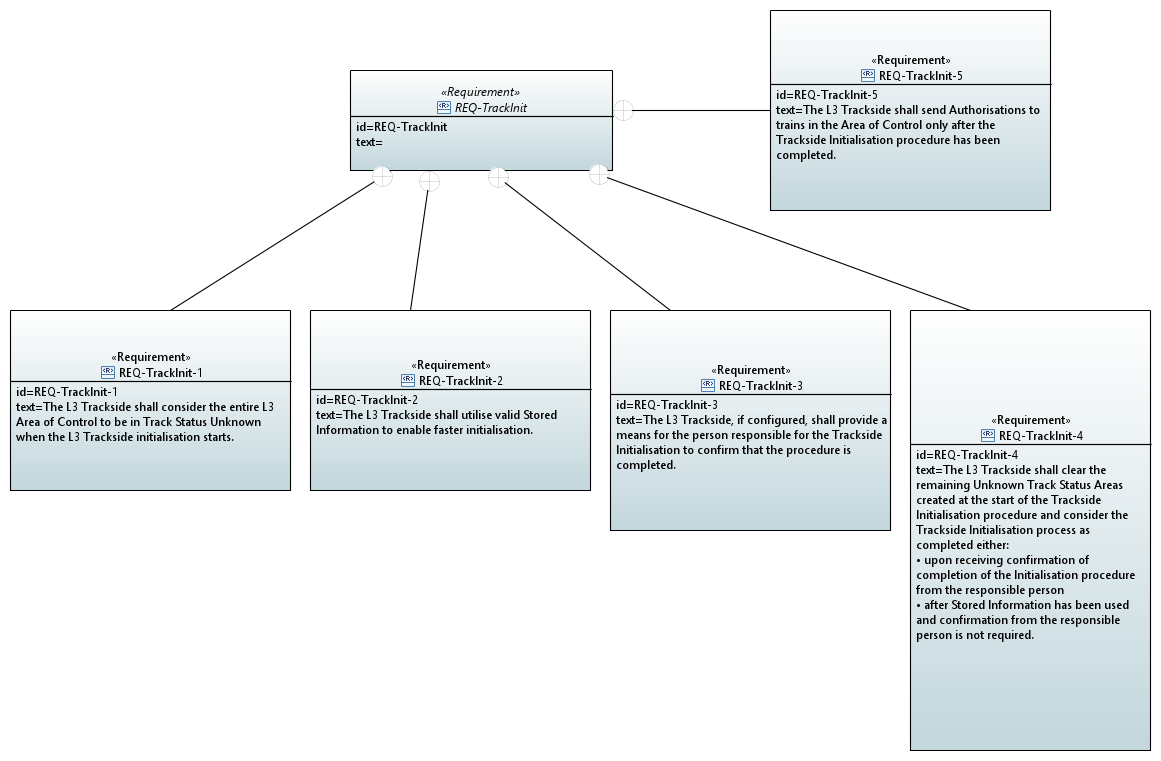 «Requirement»
REQ-TrackInit
id=REQ-TrackInit
text=
«Requirement»
REQ-TrackInit-5
id=REQ-TrackInit-5
text=The L3 Trackside shall send Authorisations to
trains in the Area of Control only after the
Trackside Initialisation procedure has been
completed.
«Requirement»
REQ-TrackInit-1
id=REQ-TrackInit-1
text=The L3 Trackside shall consider the entire L3
Area of Control to be in Track Status Unknown
when the L3 Trackside initialisation starts.
«Requirement»
REQ-TrackInit-2
id=REQ-TrackInit-2
text=The L3 Trackside shall utilise valid Stored
Information to enable faster initialisation.
«Requirement»
REQ-TrackInit-3
id=REQ-TrackInit-3
text=The L3 Trackside, if configured, shall provide a
means for the person responsible for the Trackside
Initialisation to confirm that the procedure is
completed.
«Requirement»
REQ-TrackInit-4
id=REQ-TrackInit-4
text=The L3 Trackside shall clear the
remaining Unknown Track Status Areas
created at the start of the Trackside
Initialisation procedure and consider the
Trackside Initialisation process as
completed either:
• upon receiving confirmation of
completion of the Initialisation procedure
from the responsible person
• after Stored Information has been used
and confirmation from the responsible
person is not required.